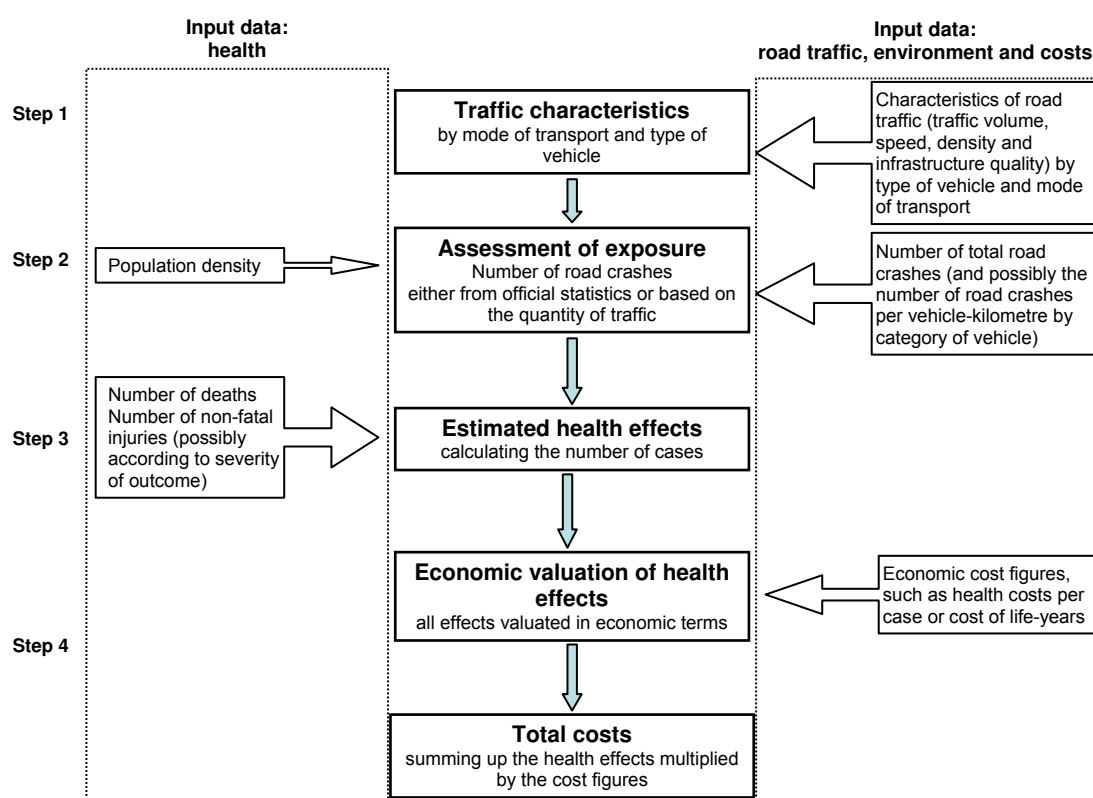 Input data:
health
Input data:
road traffic, environment and costs
Step 1
Traffic characteristics
by mode of transport and type of
vehicle
Characteristics of road
traffic (traffic volume,
speed, density and
infrastructure quality) by
type of vehicle and mode
of transport
Step 2
Population density
Assessment of exposure
Number of road crashes
either from official statistics or based on
the quantity of traffic
Number of total road
crashes (and possibly the
number of road crashes
per vehicle-kilometre by
category of vehicle)
Step 3
Number of deaths
Number of non-fatal
injuries (possibly
according to severity
of outcome)
Estimated health effects
calculating the number of cases
Economic valuation of health
effects
all effects valued in economic terms
Economic cost figures,
such as health costs per
case or cost of life-years
Step 4
Total costs
summing up the health effects multiplied
by the cost figures